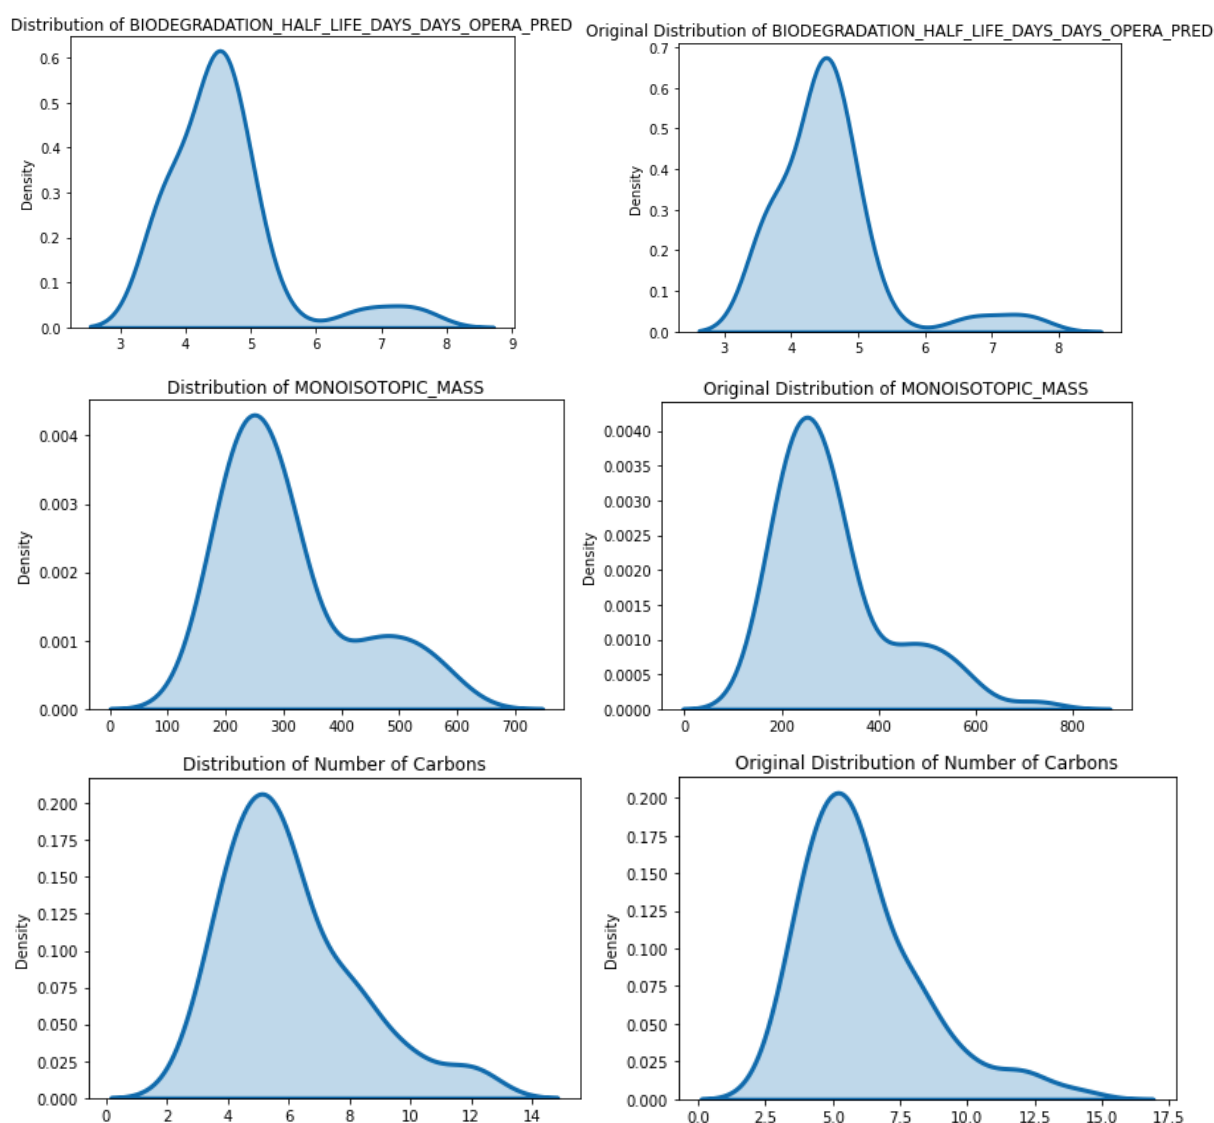 Distribution of BIODEGRADATION_HALF_LIFE_DAYS_DAYS_OPERA_PRED
0.6
0.5
0.4
0.3
0.2
0.1
0.0
Density
3 4 5 6 7 8 9
Original Distribution of BIODEGRADATION_HALF_LIFE_DAYS_DAYS_OPERA_PRED
0.7
0.6
0.5
0.4
0.3
0.2
0.1
0.0
Density
3 4 5 6 7 8
Distribution of MONOISOTOPIC_MASS
0.004
0.003
0.002
0.001
0.000
Density
0 100 200 300 400 500 600 700
Original Distribution of MONOISOTOPIC_MASS
0.0040
0.0035
0.0030
0.0025
0.0020
0.0015
0.0010
0.0005
0.0000
Density
0 200 400 600 800
Distribution of Number of Carbons
0.200
0.175
0.150
0.125
0.100
0.075
0.050
0.025
0.000
Density
0 2 4 6 8 10 12 14
Original Distribution of Number of Carbons
0.200
0.175
0.150
0.125
0.100
0.075
0.050
0.025
0.000
Density
0.0 2.5 5.0 7.5 10.0 12.5 15.0 17.5